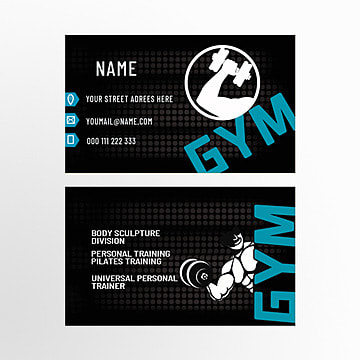 NAME
YOUR STREET ADREES HERE
YOUMAIL@NAME.COM
000 111 222 333
GYM
BODY SCULPTURE
DIVISION
PERSONAL TRAINING
PILATES TRAINING
UNIVERSAL PERSONAL
TRAINER
GYM